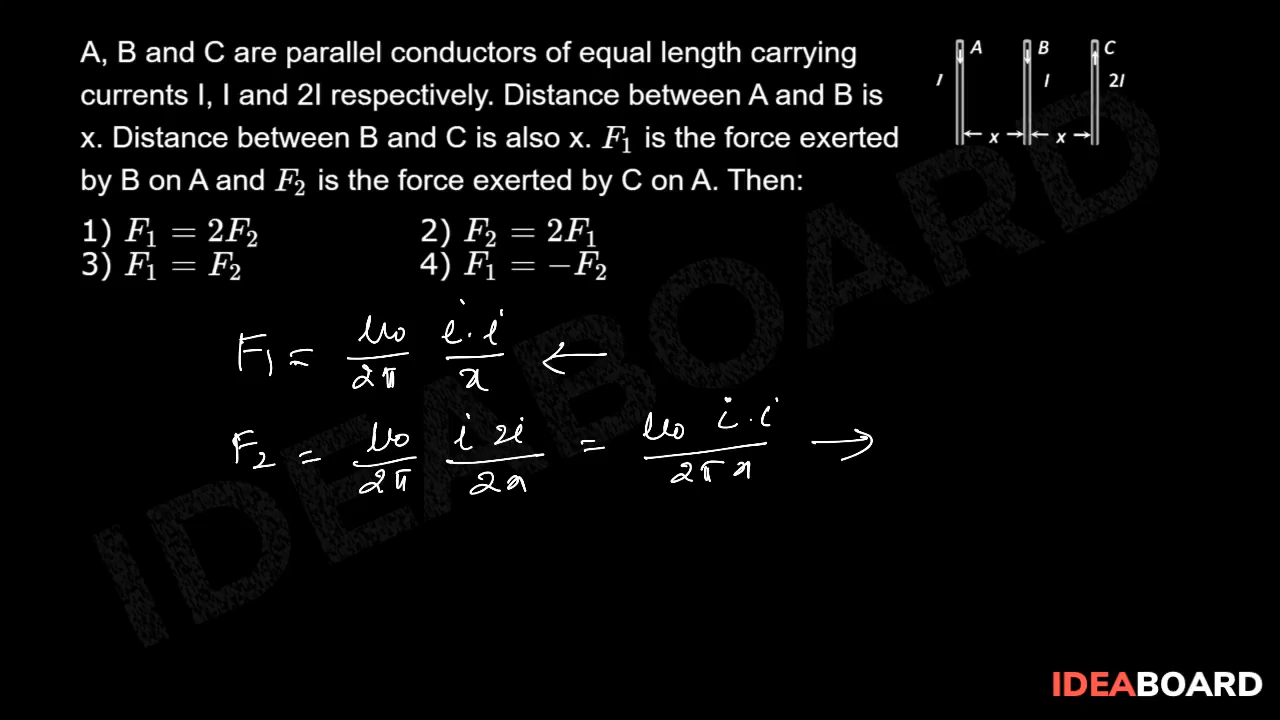 A, B and C are parallel conductors of equal length carrying
currents I, I and 2I respectively. Distance between A and B is
x. Distance between B and C is also x. F₁ is the force exerted
by B on A and F₂ is the force exerted by C on A. Then:
1) F₁ = 2F₂ 2) F₂ = 2F₁
3) F₁ = F₂ 4) F₁ = −F₂
A B C
I I 2I
← x → ← x →
F₁ = μ₀/2π i·i/x ←
F₂ = μ₀/2π i 2i/2x = μ₀ i·i/2π x →
IDEABOARD
IDEABOARD